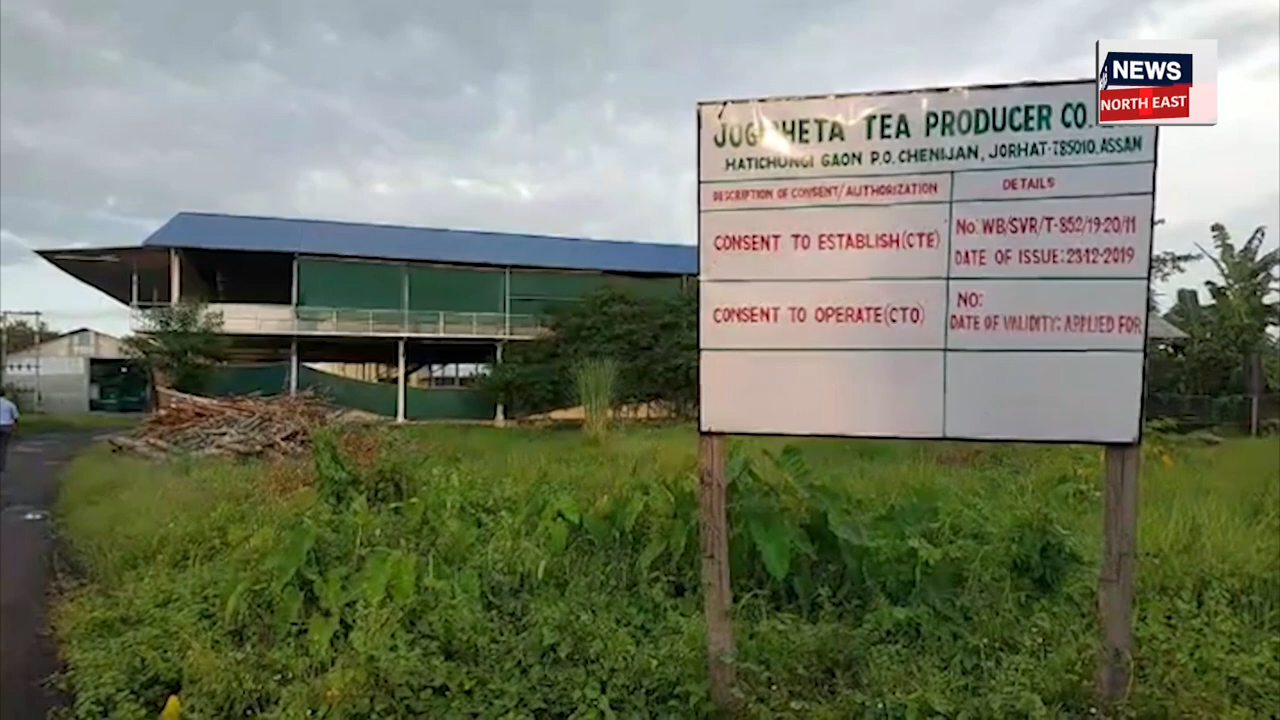 NEWS
NORTH EAST
TEA PRODUCER CO.
HATICHUNGI GAON P.O. CHENIJAN, JORHAT-785010, ASSAN
DESCRIPTION OF CONSENT/AUTHORIZATION
DETAILS
CONSENT TO ESTABLISH(CTE)
No: WB/SVR/T-852/19-20/11
DATE OF ISSUE: 23-12-2019
CONSENT TO OPERATE(CTO)
NO:
DATE OF VALIDITY: APPLIED FOR